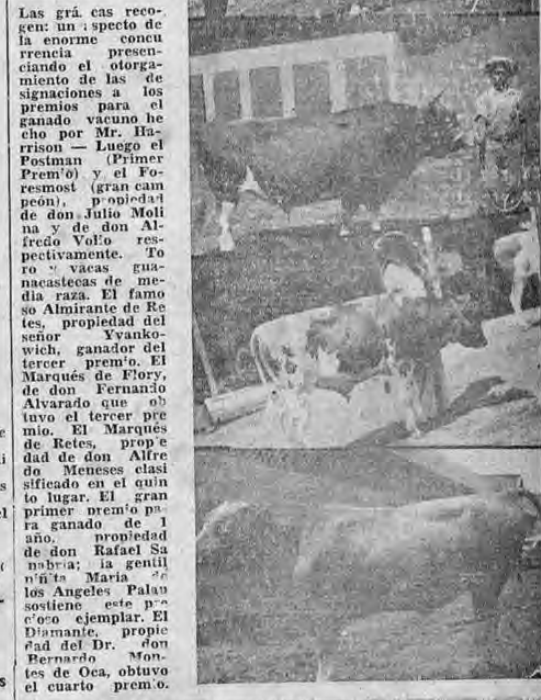 Las grá cas reco-
gen: un specto de
la enorme concu
rrencia presen-
ciando el otorga-
miento de las de
signaciones a los
premios para el
ganado vacuno he
cho por Mr. Ha-
rrison — Luego el
Postman (Primer
Prem'o) y el Fo-
resmost (gran cam
peón), propiedad
de don Julio Moli
na y de don Al-
fredo Volio res-
pectivamente. To
ro y vacas gua-
nacastecas de me-
dia raza. El famo
so Almirante de Re
tes, propiedad del
señor Yvanko-
wich, ganador del
tercer prem'o. El
Marqués de Flory,
de don Fernando
Alvarado que ob
tuvo el tercer pre
mio. El Marqués
de Retes, prop'e
dad de don Alfre
do Meneses clasi
sificado en el quin
to lugar. El gran
primer premio pa
ra ganado de 1
año, propiedad
de don Rafael Sa
nabria; la gentil
niñita María de
los Angeles Palau
sostiene este pre
c'oso ejemplar. El
Diamante, propie
dad del Dr. don
Bernardo Mon-
tes de Oca, obtuvo
el cuarto prem'o.